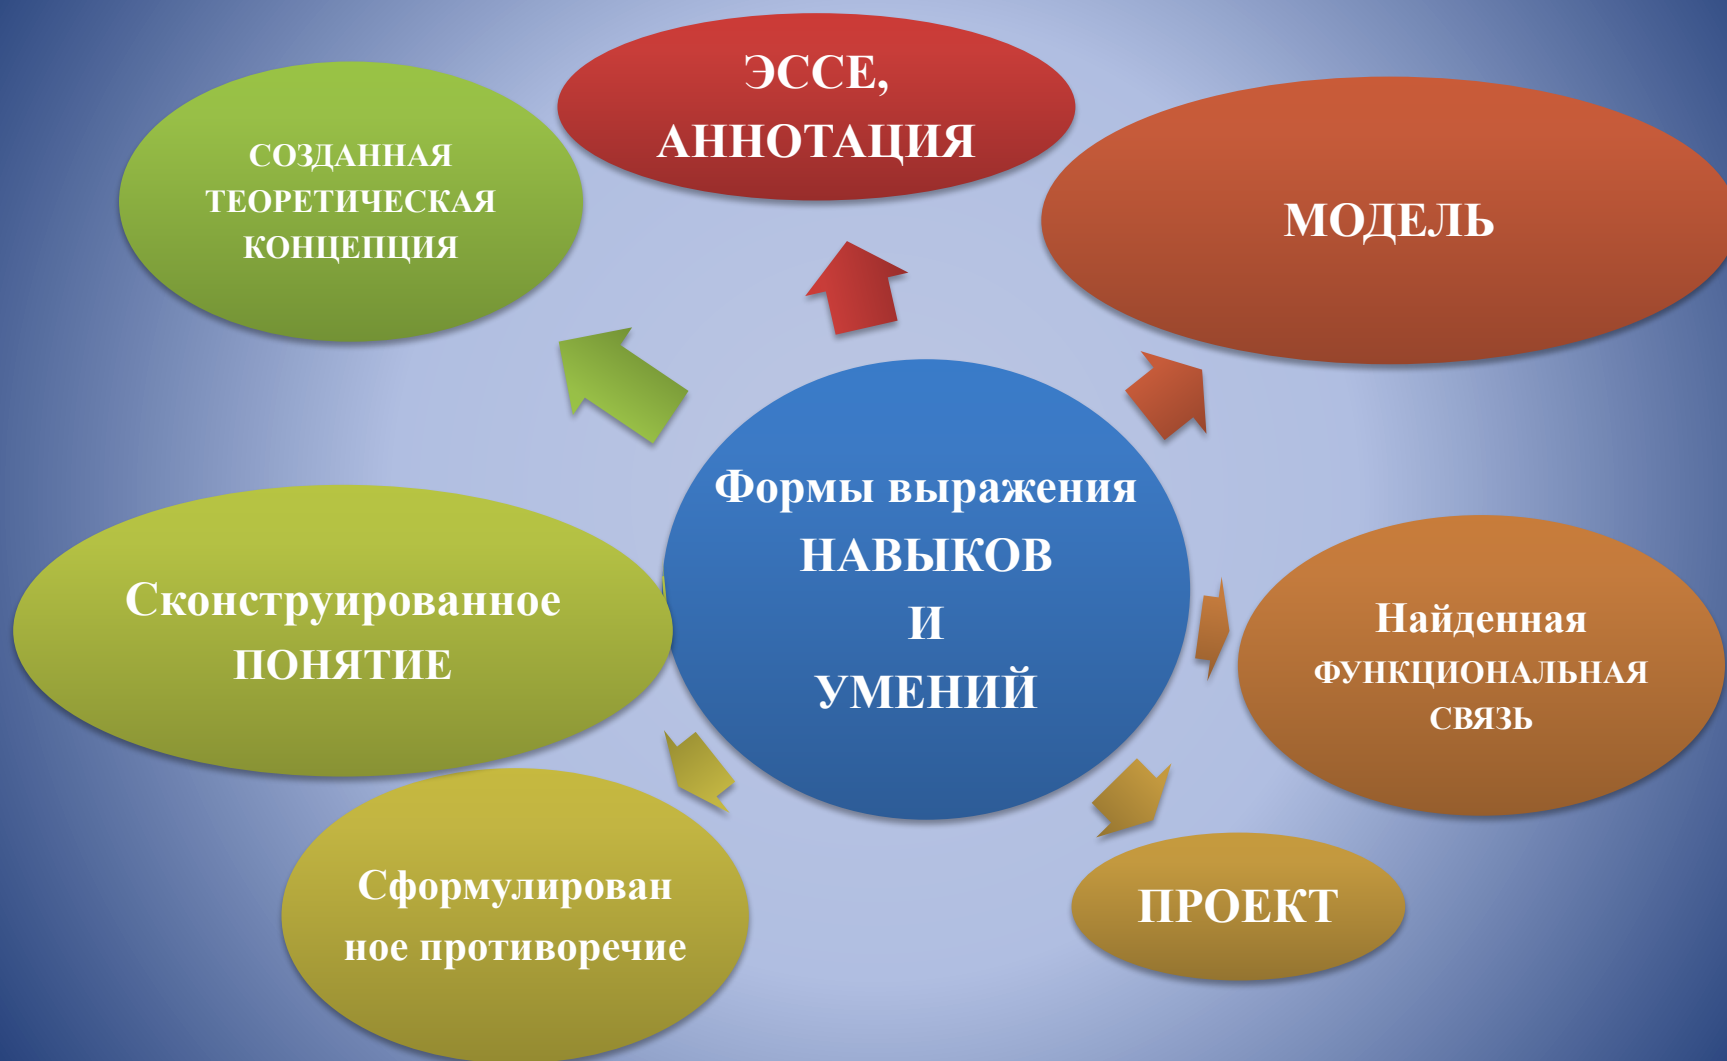 ЭССЕ,
АННОТАЦИЯ
СОЗДАННАЯ
ТЕОРЕТИЧЕСКАЯ
КОНЦЕПЦИЯ
МОДЕЛЬ
Формы выражения
НАВЫКОВ
И
УМЕНИЙ
Сконструированное
ПОНЯТИЕ
Найденная
ФУНКЦИОНАЛЬНАЯ
СВЯЗЬ
Сформулирован
ное противоречие
ПРОЕКТ